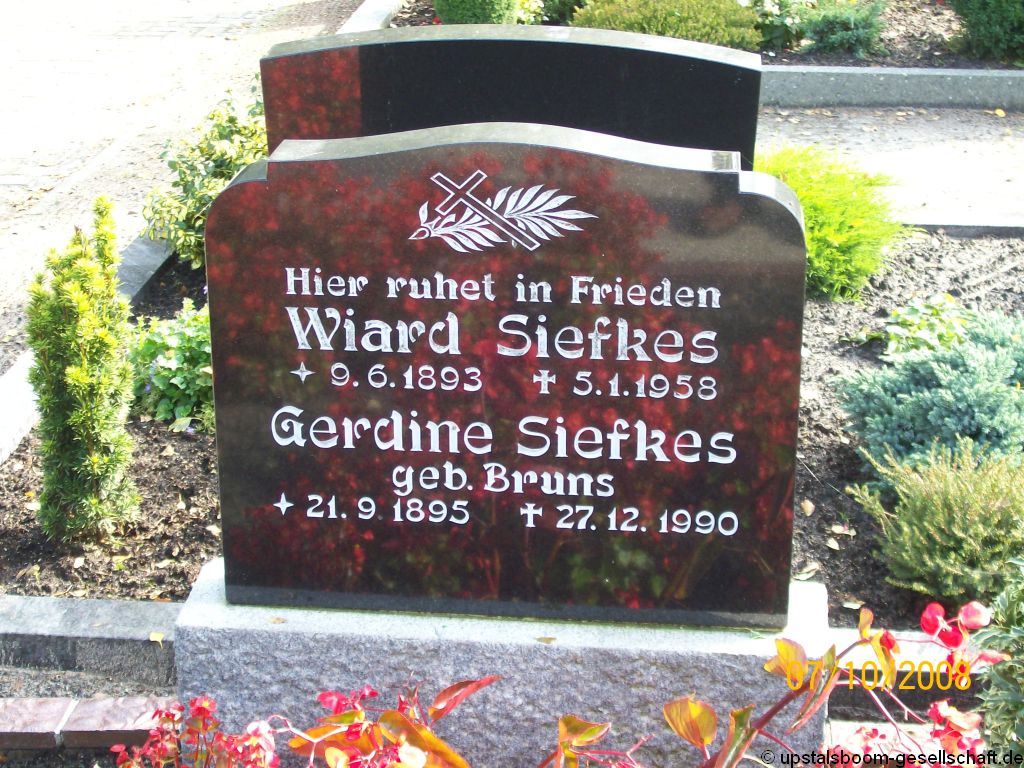 Hier ruhet in Frieden
Wiard Siefkes
9.6.1893 5.1.1958
Gerdine Siefkes
geb. Bruns
21.9.1895 27.12.1990
07/10/2008
© upstalsboom-gesellschaft.de